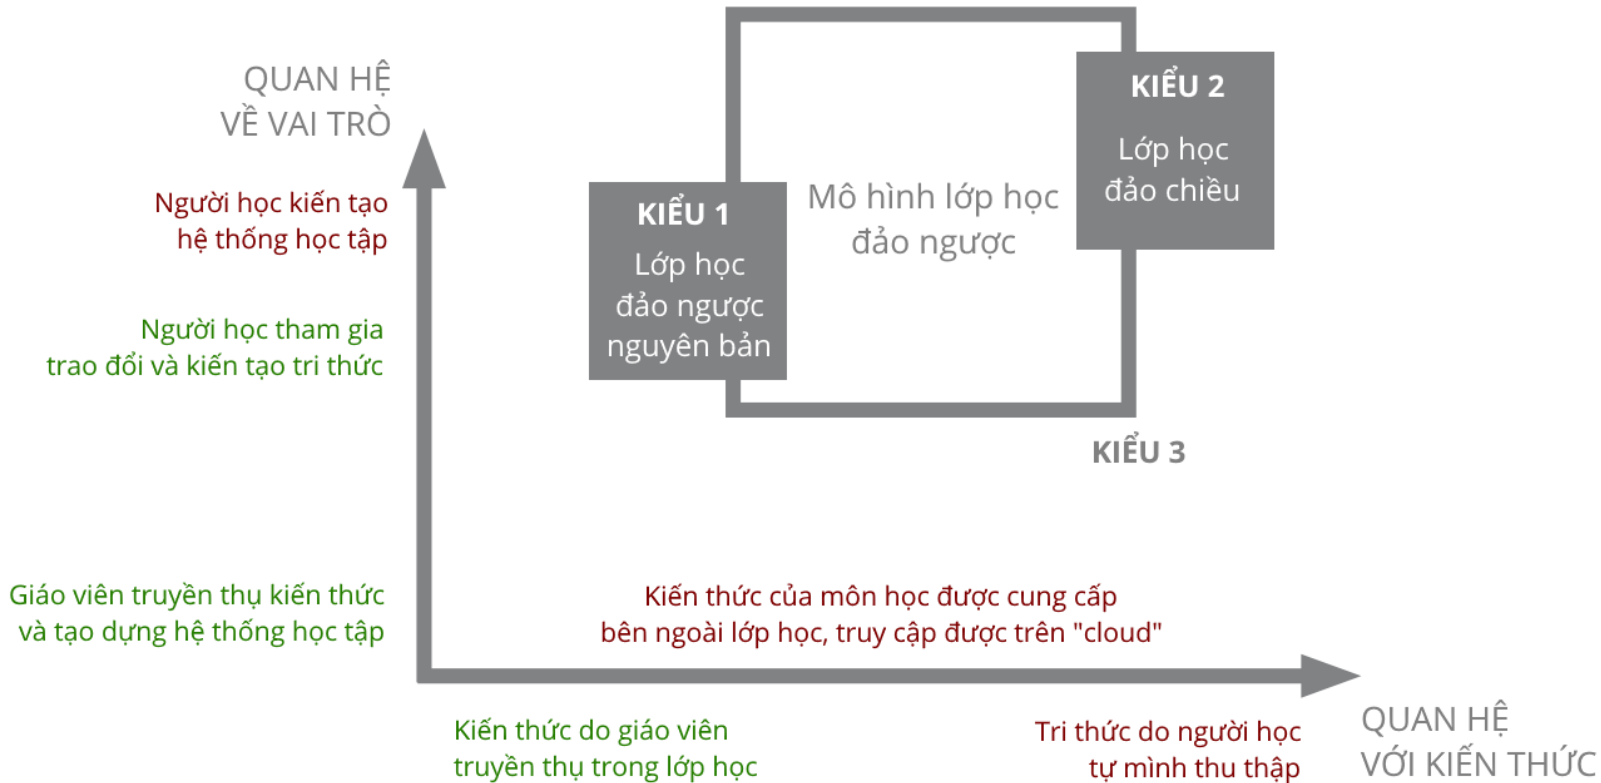 QUAN HỆ
VỀ VAI TRÒ
Người học kiến tạo
hệ thống học tập
Người học tham gia
trao đổi và kiến tạo tri thức
Giáo viên truyền thụ kiến thức
và tạo dựng hệ thống học tập
KIỂU 1
Lớp học
đảo ngược
nguyên bản
Mô hình lớp học
đảo ngược
KIỂU 2
Lớp học
đảo chiều
KIỂU 3
Kiến thức của môn học được cung cấp
bên ngoài lớp học, truy cập được trên "cloud"
Kiến thức do giáo viên
truyền thụ trong lớp học
Tri thức do người học
tự mình thu thập
QUAN HỆ
VỚI KIẾN THỨC